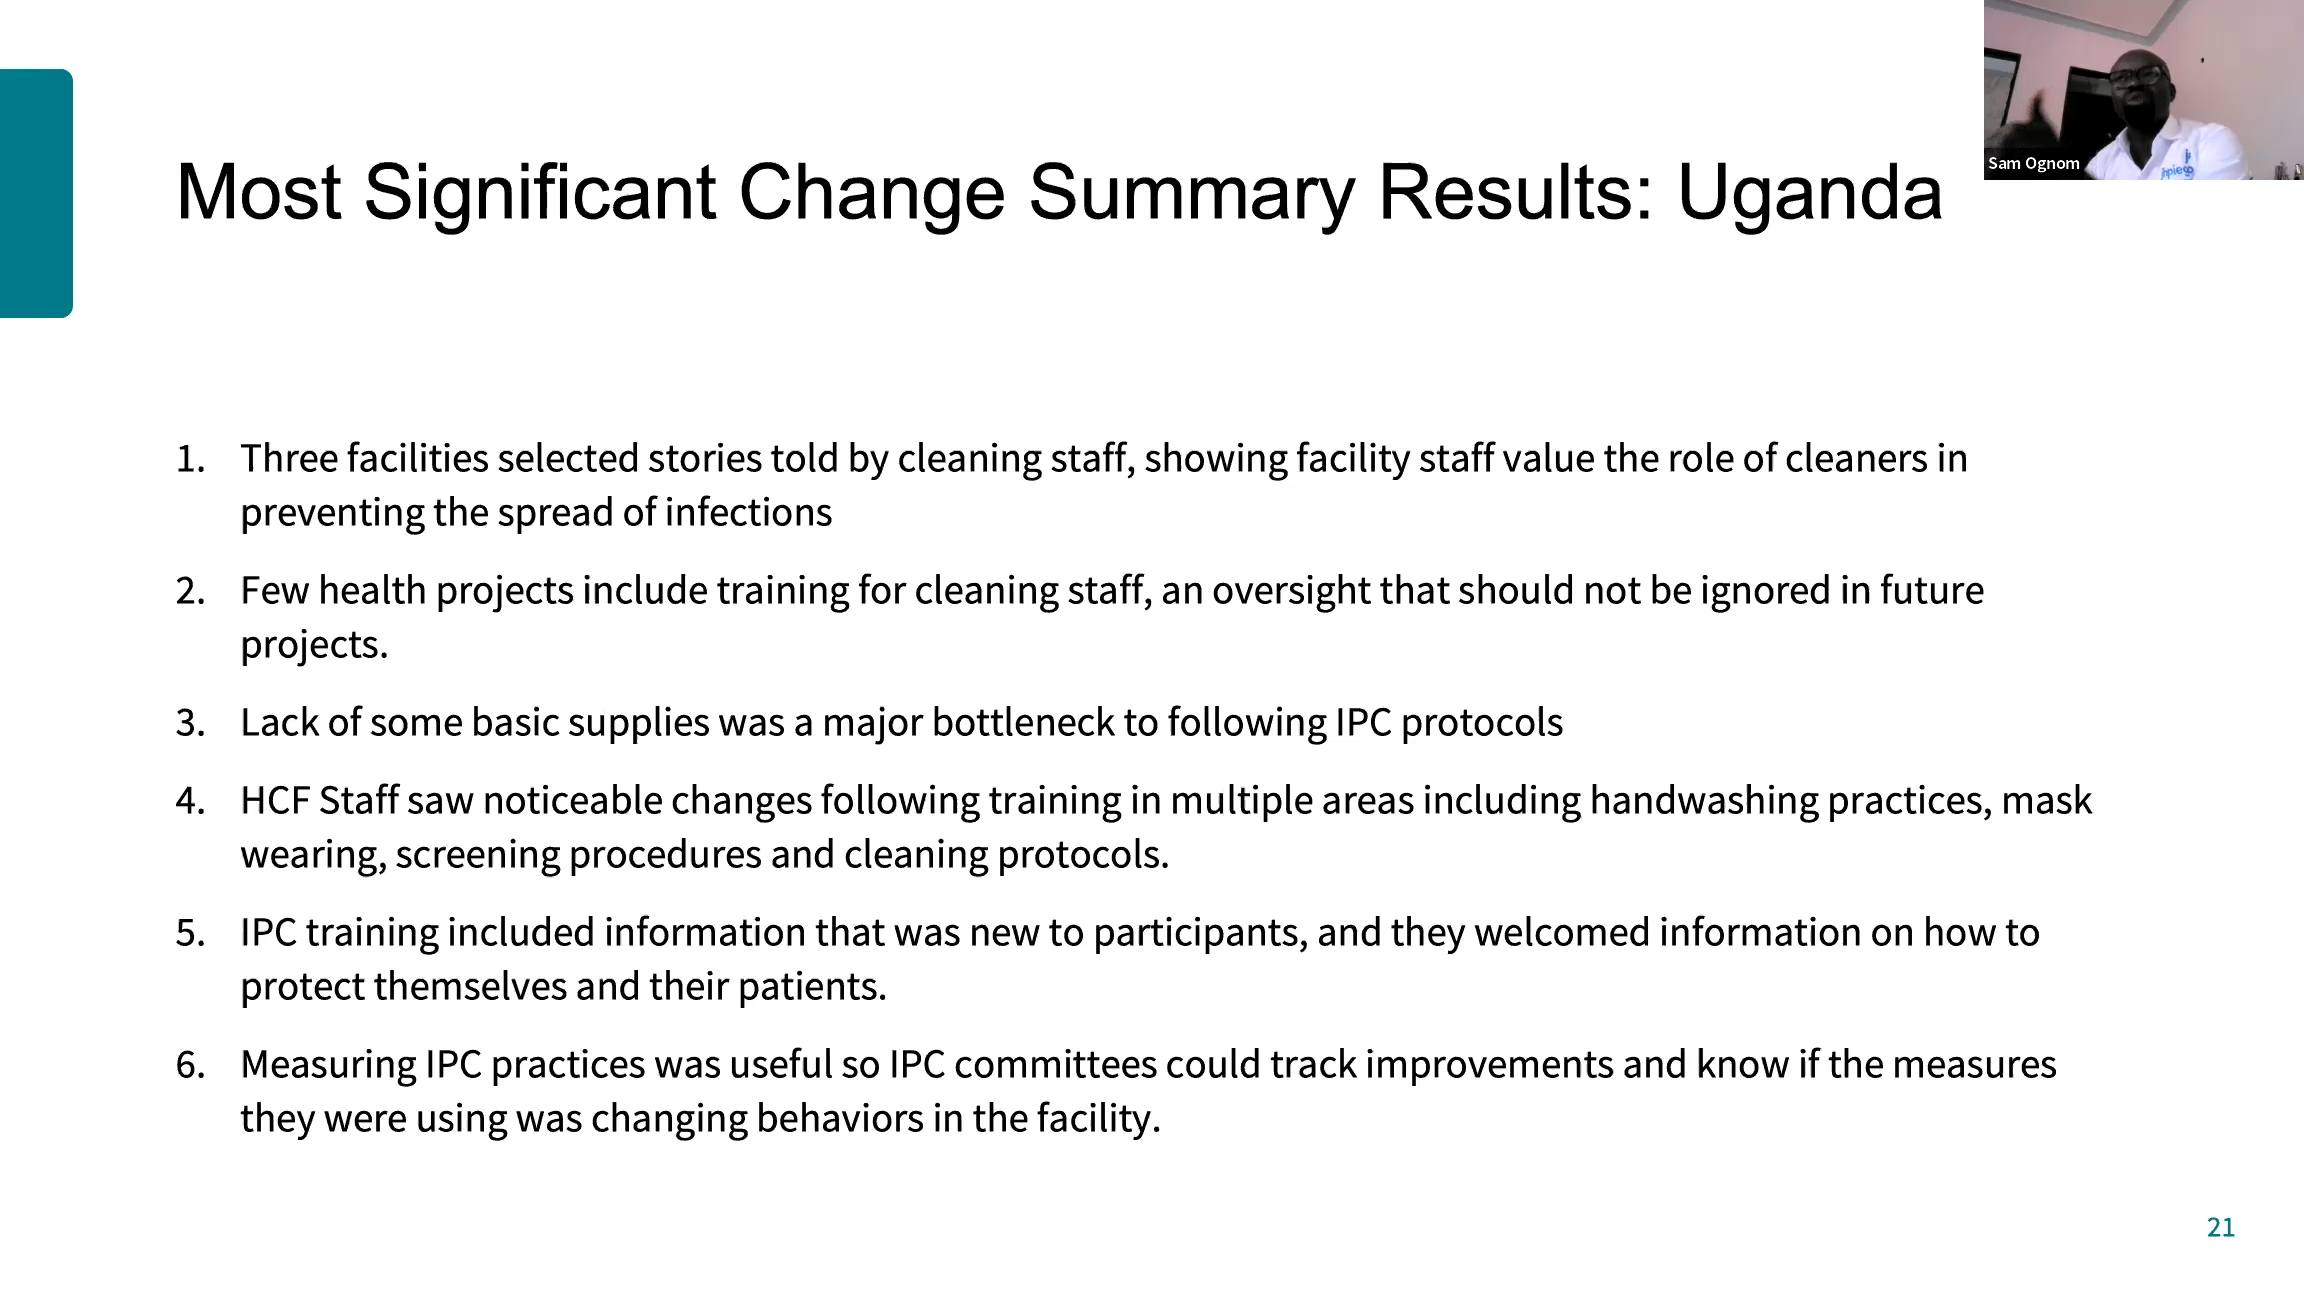 Sam Ognom
jhpiego
Most Significant Change Summary Results: Uganda
1. Three facilities selected stories told by cleaning staff, showing facility staff value the role of cleaners in
preventing the spread of infections
2. Few health projects include training for cleaning staff, an oversight that should not be ignored in future
projects.
3. Lack of some basic supplies was a major bottleneck to following IPC protocols
4. HCF Staff saw noticeable changes following training in multiple areas including handwashing practices, mask
wearing, screening procedures and cleaning protocols.
5. IPC training included information that was new to participants, and they welcomed information on how to
protect themselves and their patients.
6. Measuring IPC practices was useful so IPC committees could track improvements and know if the measures
they were using was changing behaviors in the facility.
21